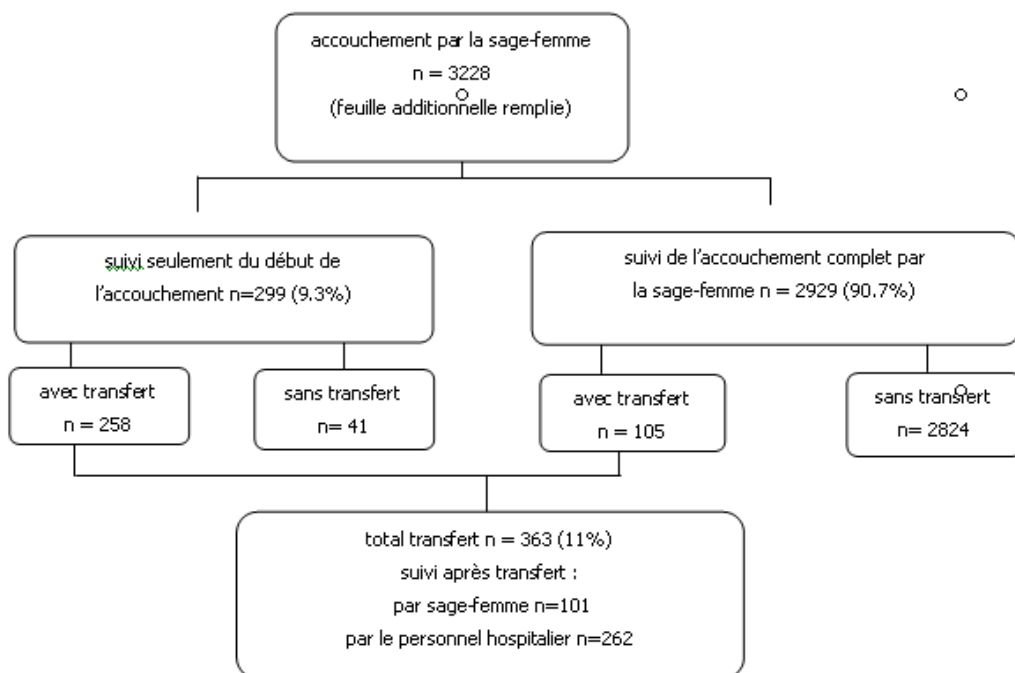 accouchement par la sage-femme
n = 3228
(feuille additionnelle remplie)
suivi seulement du début de
l'accouchement n=299 (9.3%)
suivi de l'accouchement complet par
la sage-femme n = 2929 (90.7%)
avec transfert
n = 258
sans transfert
n= 41
avec transfert
n = 105
sans transfert
n= 2824
total transfert n = 363 (11%)
suivi après transfert :
par sage-femme n=101
par le personnel hospitalier n=262